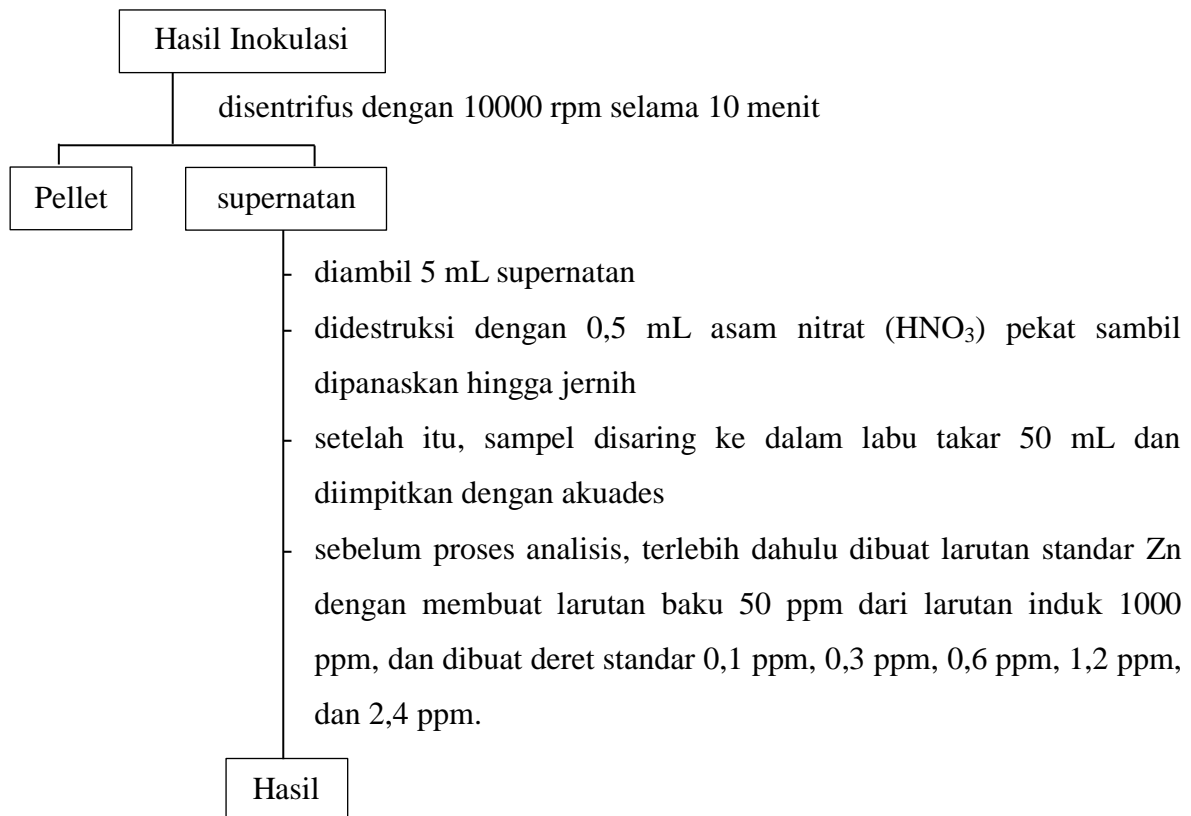 Hasil Inokulasi
disentrifus dengan 10000 rpm selama 10 menit
Pellet
supernatan
- diambil 5 mL supernatan
- didestruksi dengan 0,5 mL asam nitrat (HNO₃) pekat sambil
dipanaskan hingga jernih
- setelah itu, sampel disaring ke dalam labu takar 50 mL dan
diimpitkan dengan akuades
- sebelum proses analisis, terlebih dahulu dibuat larutan standar Zn
dengan membuat larutan baku 50 ppm dari larutan induk 1000
ppm, dan dibuat deret standar 0,1 ppm, 0,3 ppm, 0,6 ppm, 1,2 ppm,
dan 2,4 ppm.
Hasil